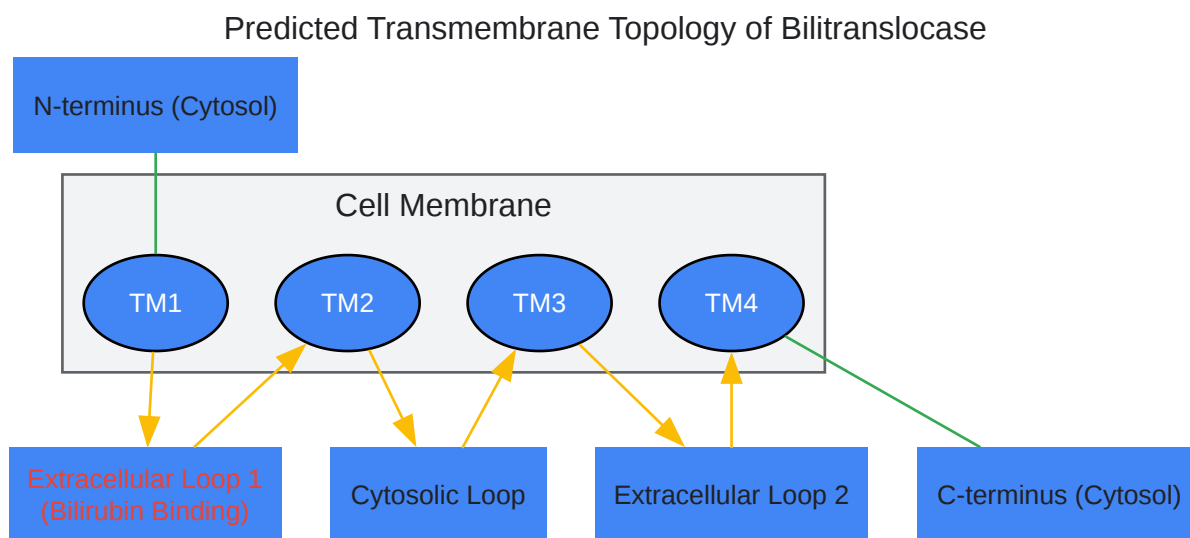 Predicted Transmembrane Topology of Bilitranslocase
N-terminus (Cytosol)
Cell Membrane
TM1
TM2
TM3
TM4
Extracellular Loop 1
(Bilirubin Binding)
Cytosolic Loop
Extracellular Loop 2
C-terminus (Cytosol)